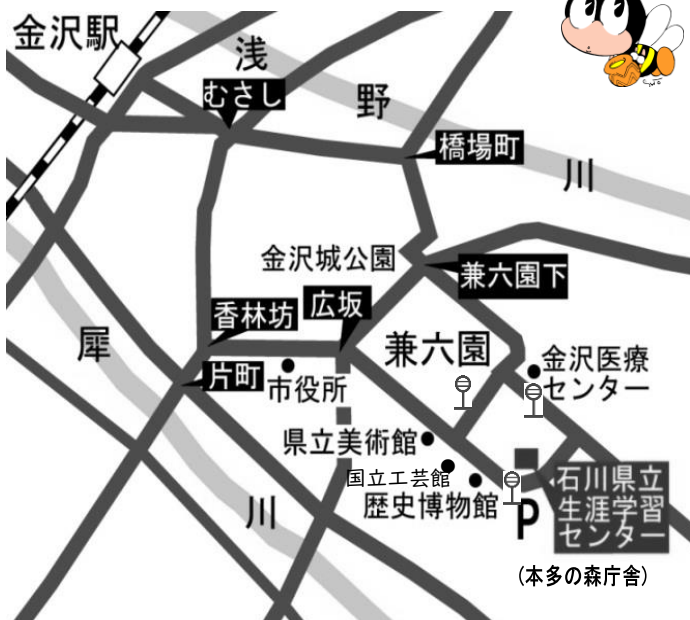 金沢駅
浅
野
川
むさし
橋場町
金沢城公園
兼六園下
香林坊
広坂
兼六園
犀
川
片町
市役所
金沢医療
センター
県立美術館
国立工芸館
歴史博物館
P
石川県立
生涯学習
センター
(本多の森庁舎)